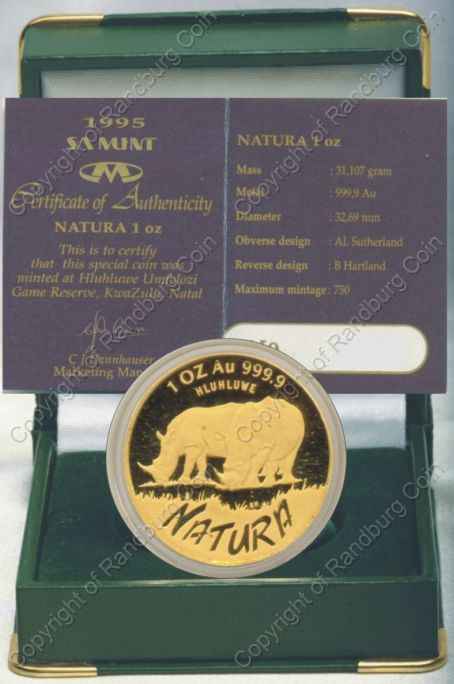 1995
SA MINT
Certificate of Authenticity
NATURA 1 oz
This is to certify
that this special coin was
minted at Hluhluwe Umfolozi
Game Reserve, KwaZulu, Natal
Marketing
NATURA 1 oz
Mass : 31,107 gram
Metal : 999,9 Au
Diameter : 32,69 mm
Obverse design : AL Sutherland
Reverse design : B Hartland
Maximum mintage : 750
1 OZ Au 999.9
HLUHLUWE
NATURA
Copyright of Randburg Coin